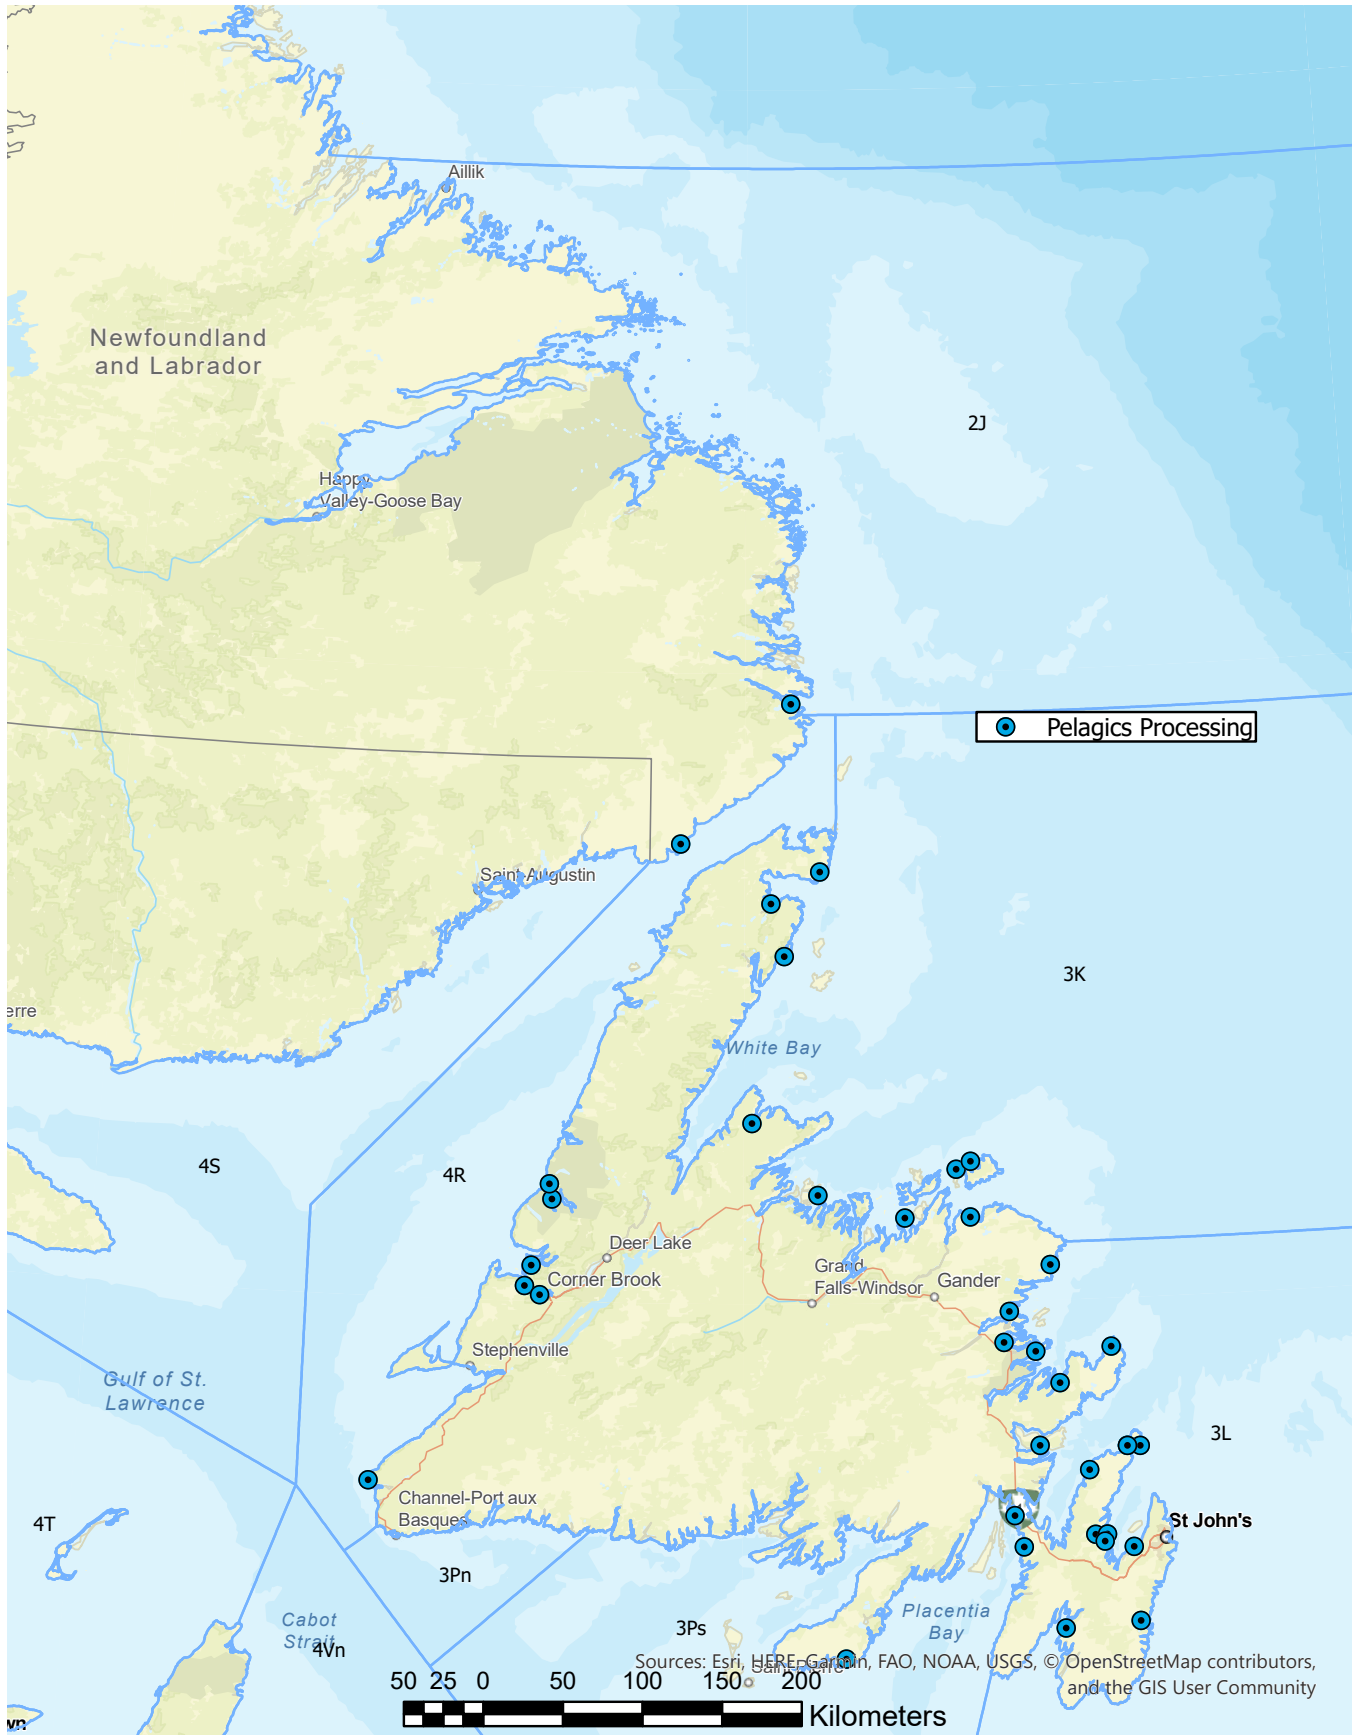 Aillik
Newfoundland
and Labrador
2J
Happy
Valley-Goose Bay
Pelagics Processing
Saint-Augustin
3K
erre
White Bay
4S
4R
Deer Lake
Corner Brook
Grand
Falls-Windsor
Gander
Stephenville
Gulf of St.
Lawrence
3L
Channel-Port aux
Basques
4T
St John's
3Pn
Placentia
Bay
Cabot
Strait
3Ps
4Vn
Sources: Esri, HERE, Garmin, FAO, NOAA, USGS, © OpenStreetMap contributors,
and the GIS User Community
Saint-Pierre
50 25 0 50 100 150 200
Kilometers
wn